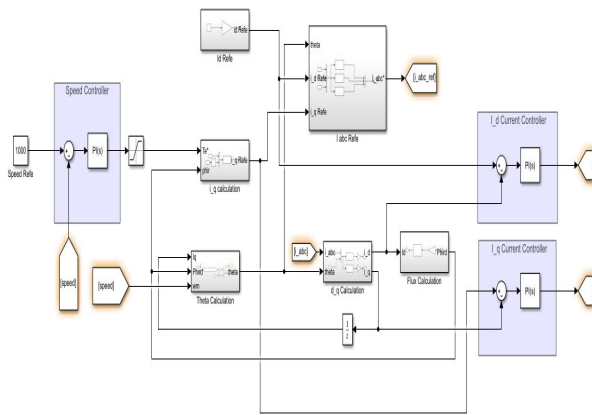 Id Refe
Id Refe
theta
i_d Refe
i_q Refe
i_abc*
I abc Refe
[i_abc_ref]
Speed Controller
PI(s)
1000
Speed Refe
Te*
phir
i_q Refe
i_q calculation
I_d Current Controller
PI(s)
[speed]
[speed]
Iq
Phird
wm
theta
Theta Calculation
[i_abc]
i_abc
theta
i_d
i_q
d_q Calculation
Id
Phird
Flux Calculation
I_q Current Controller
PI(s)
1
z